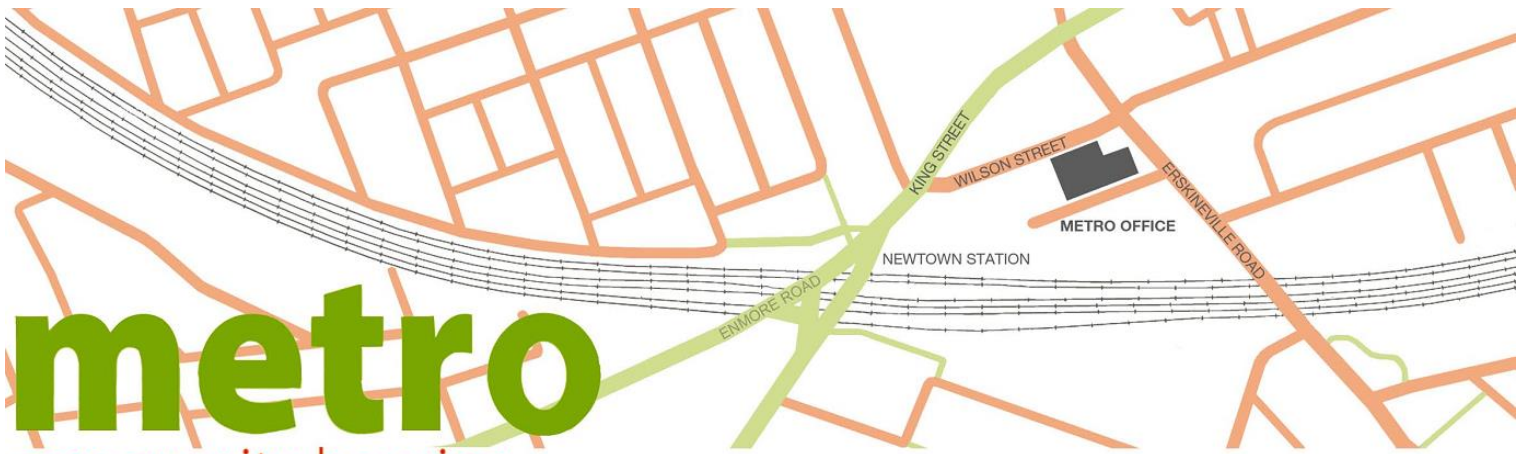 KING STREET
WILSON STREET
ERSKINEVILLE ROAD
METRO OFFICE
NEWTOWN STATION
ENMORE ROAD
metro